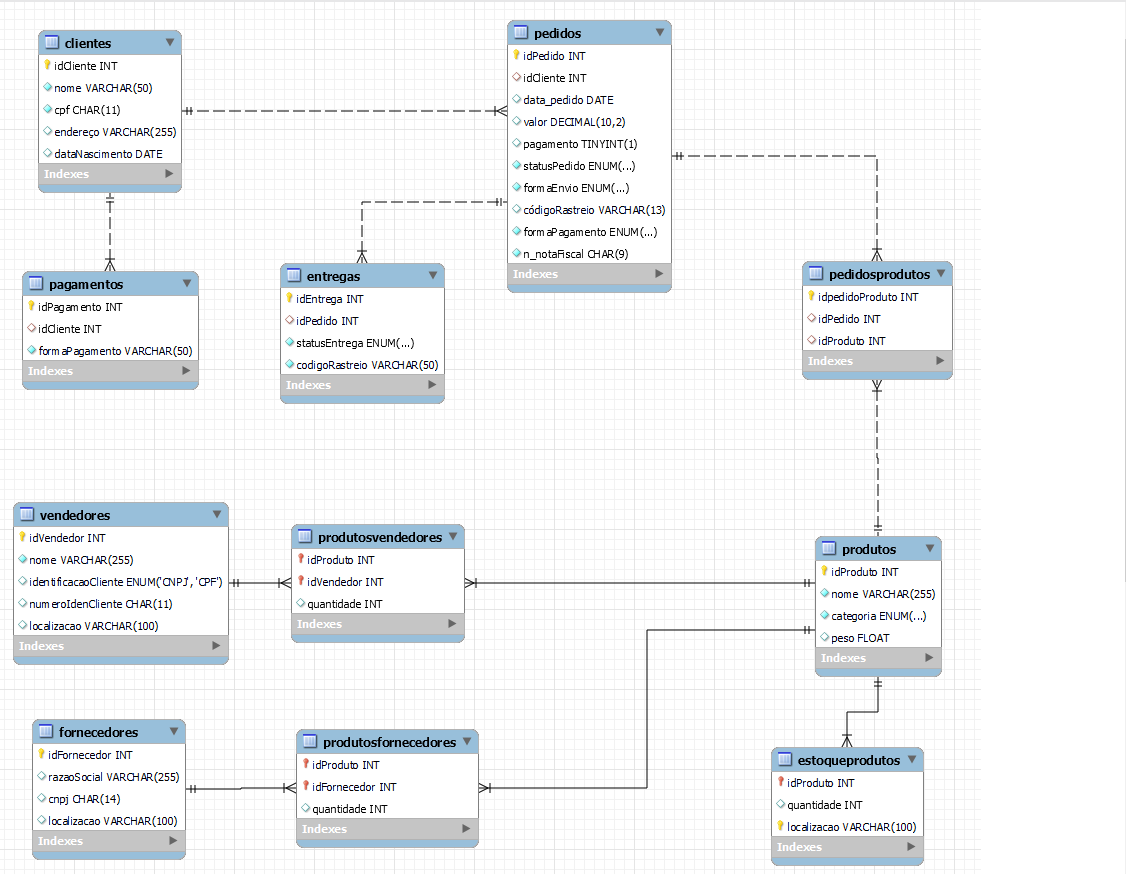 clientes
idCliente INT
nome VARCHAR(50)
cpf CHAR(11)
endereço VARCHAR(255)
dataNascimento DATE
Indexes
pedidos
idPedido INT
idCliente INT
data_pedido DATE
valor DECIMAL(10,2)
pagamento TINYINT(1)
statusPedido ENUM(...)
formaEnvio ENUM(...)
códigoRastreio VARCHAR(13)
formaPagamento ENUM(...)
n_notaFiscal CHAR(9)
Indexes
pagamentos
idPagamento INT
idCliente INT
formaPagamento VARCHAR(50)
Indexes
entregas
idEntrega INT
idPedido INT
statusEntrega ENUM(...)
codigoRastreio VARCHAR(50)
Indexes
pedidosprodutos
idpedidoProduto INT
idPedido INT
idProduto INT
Indexes
vendedores
idVendedor INT
nome VARCHAR(255)
identificacaoCliente ENUM('CNPJ', 'CPF')
numeroIdenCliente CHAR(11)
localizacao VARCHAR(100)
Indexes
produtosvendedores
idProduto INT
idVendedor INT
quantidade INT
Indexes
produtos
idProduto INT
nome VARCHAR(255)
categoria ENUM(...)
peso FLOAT
Indexes
fornecedores
idFornecedor INT
razaoSocial VARCHAR(255)
cnpj CHAR(14)
localizacao VARCHAR(100)
Indexes
produtosfornecedores
idProduto INT
idFornecedor INT
quantidade INT
Indexes
estoqueprodutos
idProduto INT
quantidade INT
localizacao VARCHAR(100)
Indexes